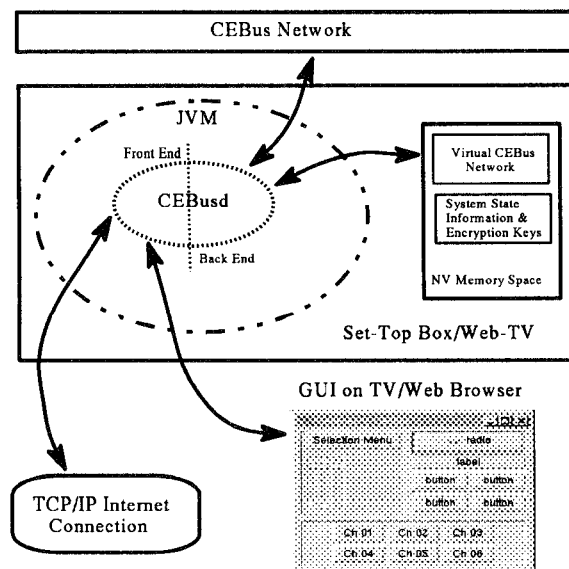 CEBus Network
JVM
Front End
CEBusd
Back End
Virtual CEBus
Network
System State
Information &
Encryption Keys
NV Memory Space
Set-Top Box/Web-TV
GUI on TV/Web Browser
Selection Menu
radio
label
button button
button button
Ch 01 Ch 02 Ch 03
Ch 04 Ch 05 Ch 06
TCP/IP Internet
Connection